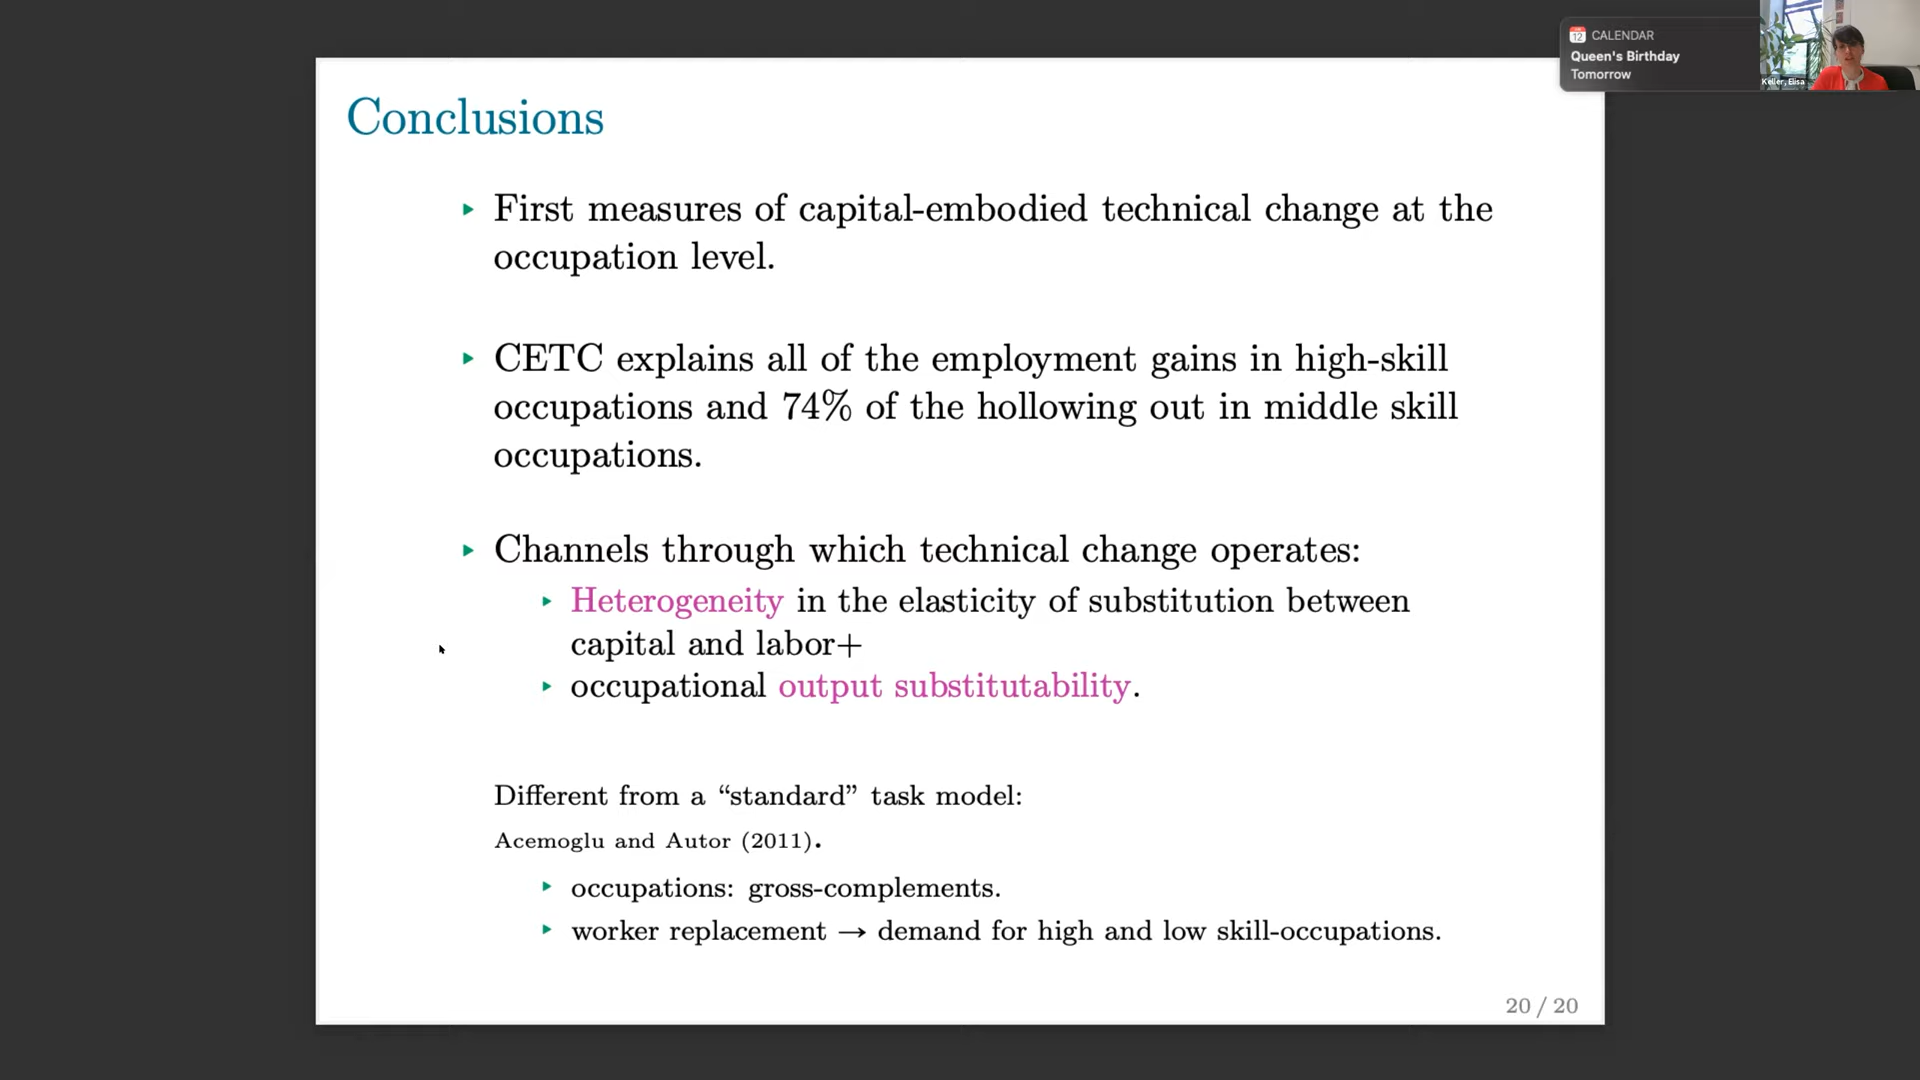 CALENDAR
Queen's Birthday
Tomorrow
Keller, Elisa
Conclusions
▸ First measures of capital-embodied technical change at the
occupation level.
▸ CETC explains all of the employment gains in high-skill
occupations and 74% of the hollowing out in middle skill
occupations.
▸ Channels through which technical change operates:
▸ Heterogeneity in the elasticity of substitution between
capital and labor+
▸ occupational output substitutability.
Different from a “standard” task model:
Acemoglu and Autor (2011).
▸ occupations: gross-complements.
▸ worker replacement → demand for high and low skill-occupations.
20 / 20